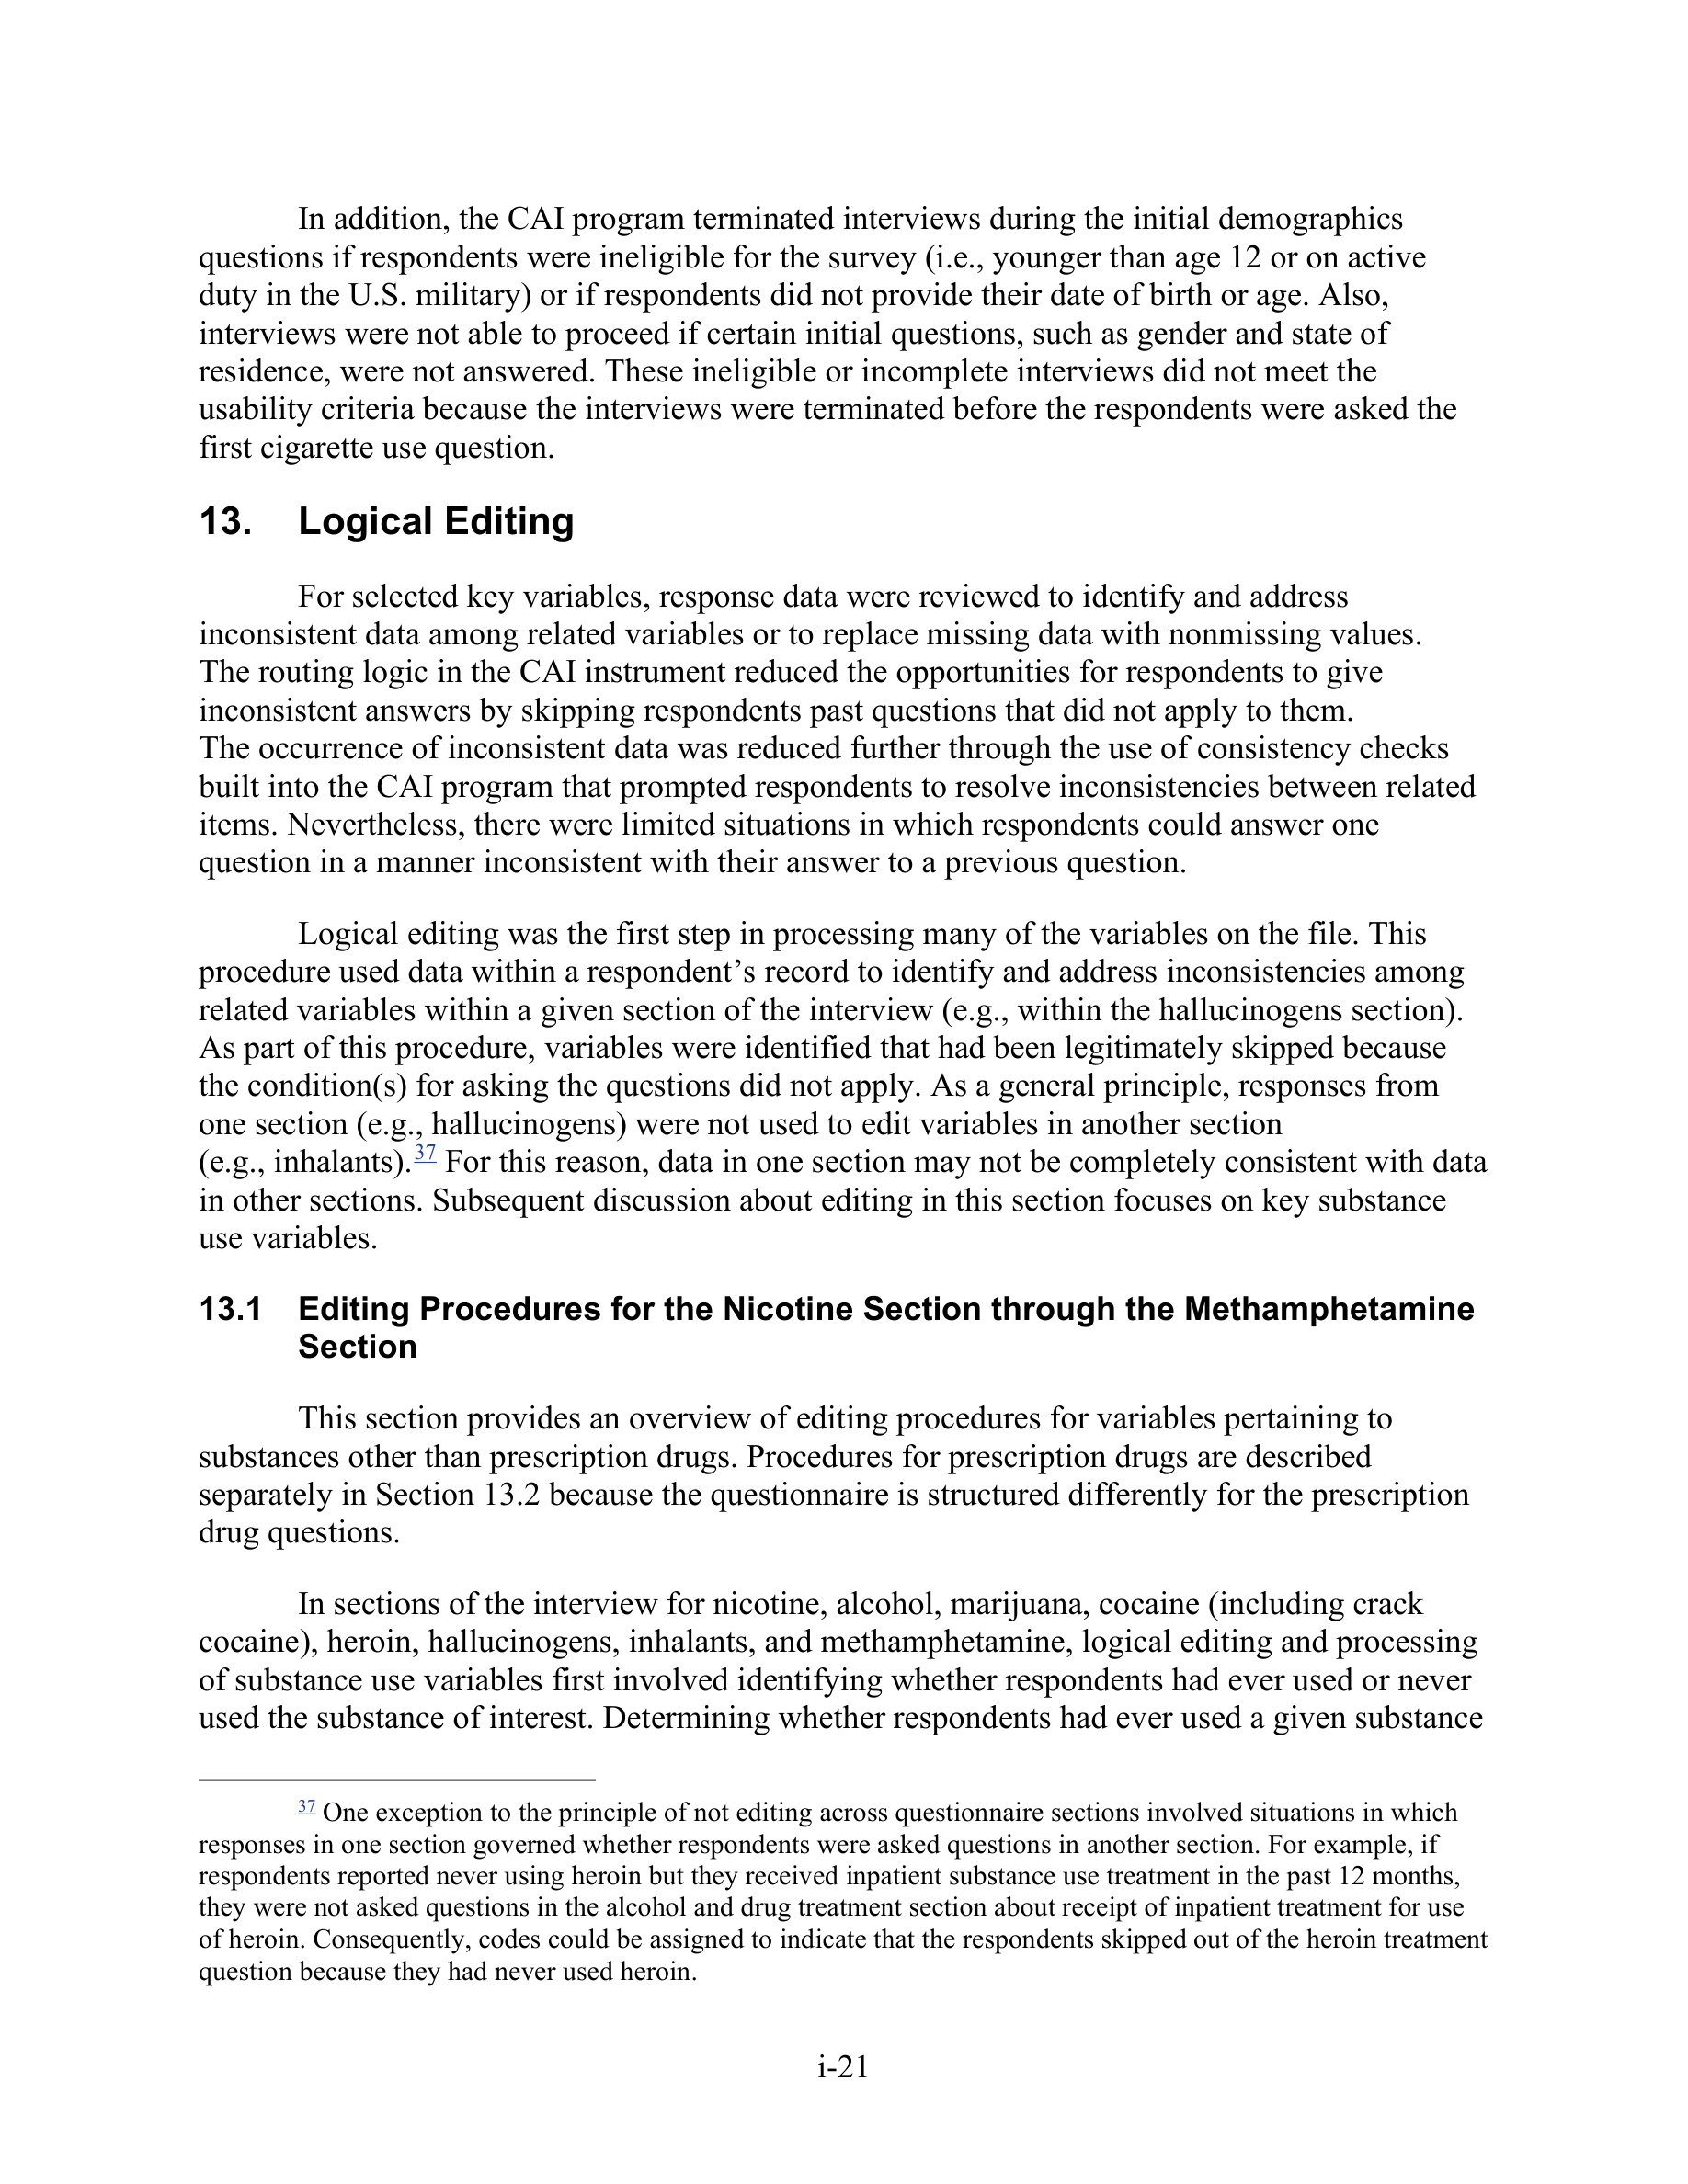 In addition, the CAI program terminated interviews during the initial demographics
questions if respondents were ineligible for the survey (i.e., younger than age 12 or on active
duty in the U.S. military) or if respondents did not provide their date of birth or age. Also,
interviews were not able to proceed if certain initial questions, such as gender and state of
residence, were not answered. These ineligible or incomplete interviews did not meet the
usability criteria because the interviews were terminated before the respondents were asked the
first cigarette use question.
13. Logical Editing
For selected key variables, response data were reviewed to identify and address
inconsistent data among related variables or to replace missing data with nonmissing values.
The routing logic in the CAI instrument reduced the opportunities for respondents to give
inconsistent answers by skipping respondents past questions that did not apply to them.
The occurrence of inconsistent data was reduced further through the use of consistency checks
built into the CAI program that prompted respondents to resolve inconsistencies between related
items. Nevertheless, there were limited situations in which respondents could answer one
question in a manner inconsistent with their answer to a previous question.
Logical editing was the first step in processing many of the variables on the file. This
procedure used data within a respondent’s record to identify and address inconsistencies among
related variables within a given section of the interview (e.g., within the hallucinogens section).
As part of this procedure, variables were identified that had been legitimately skipped because
the condition(s) for asking the questions did not apply. As a general principle, responses from
one section (e.g., hallucinogens) were not used to edit variables in another section
(e.g., inhalants).37 For this reason, data in one section may not be completely consistent with data
in other sections. Subsequent discussion about editing in this section focuses on key substance
use variables.
13.1 Editing Procedures for the Nicotine Section through the Methamphetamine
Section
This section provides an overview of editing procedures for variables pertaining to
substances other than prescription drugs. Procedures for prescription drugs are described
separately in Section 13.2 because the questionnaire is structured differently for the prescription
drug questions.
In sections of the interview for nicotine, alcohol, marijuana, cocaine (including crack
cocaine), heroin, hallucinogens, inhalants, and methamphetamine, logical editing and processing
of substance use variables first involved identifying whether respondents had ever used or never
used the substance of interest. Determining whether respondents had ever used a given substance
37 One exception to the principle of not editing across questionnaire sections involved situations in which
responses in one section governed whether respondents were asked questions in another section. For example, if
respondents reported never using heroin but they received inpatient substance use treatment in the past 12 months,
they were not asked questions in the alcohol and drug treatment section about receipt of inpatient treatment for use
of heroin. Consequently, codes could be assigned to indicate that the respondents skipped out of the heroin treatment
question because they had never used heroin.
i-21